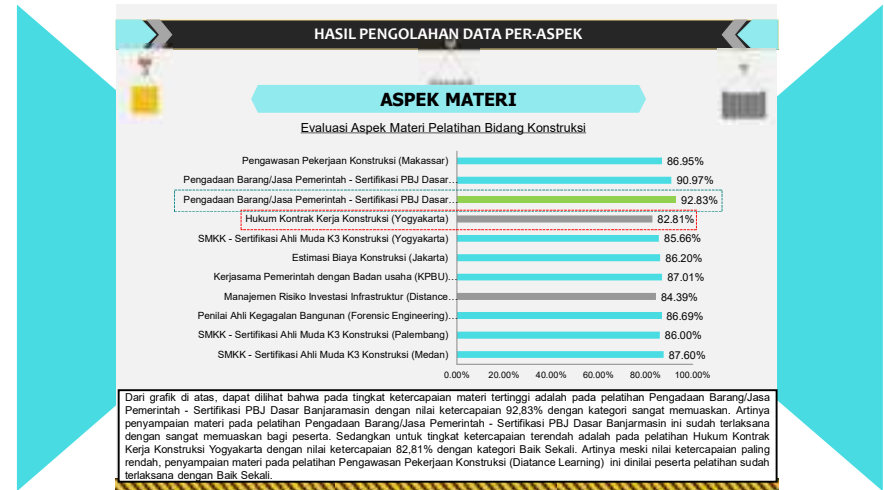 HASIL PENGOLAHAN DATA PER-ASPEK
ASPEK MATERI
Evaluasi Aspek Materi Pelatihan Bidang Konstruksi
Pengawasan Pekerjaan Konstruksi (Makassar) 86.95%
Pengadaan Barang/Jasa Pemerintah - Sertifikasi PBJ Dasar… 90.97%
Pengadaan Barang/Jasa Pemerintah - Sertifikasi PBJ Dasar… 92.83%
Hukum Kontrak Kerja Konstruksi (Yogyakarta) 82.81%
SMKK - Sertifikasi Ahli Muda K3 Konstruksi (Yogyakarta) 85.66%
Estimasi Biaya Konstruksi (Jakarta) 86.20%
Kerjasama Pemerintah dengan Badan usaha (KPBU)… 87.01%
Manajemen Risiko Investasi Infrastruktur (Distance… 84.39%
Penilai Ahli Kegagalan Bangunan (Forensic Engineering)… 86.69%
SMKK - Sertifikasi Ahli Muda K3 Konstruksi (Palembang) 86.00%
SMKK - Sertifikasi Ahli Muda K3 Konstruksi (Medan) 87.60%
0.00% 20.00% 40.00% 60.00% 80.00% 100.00%
Dari grafik di atas, dapat dilihat bahwa pada tingkat ketercapaian materi tertinggi adalah pada pelatihan Pengadaan Barang/Jasa
Pemerintah - Sertifikasi PBJ Dasar Banjaramasin dengan nilai ketercapaian 92,83% dengan kategori sangat memuaskan. Artinya
penyampaian materi pada pelatihan Pengadaan Barang/Jasa Pemerintah - Sertifikasi PBJ Dasar Banjarmasin ini sudah terlaksana
dengan sangat memuaskan bagi peserta. Sedangkan untuk tingkat ketercapaian terendah adalah pada pelatihan Hukum Kontrak
Kerja Konstruksi Yogyakarta dengan nilai ketercapaian 82,81% dengan kategori Baik Sekali. Artinya meski nilai ketercapaian paling
rendah, penyampaian materi pada pelatihan Pengawasan Pekerjaan Konstruksi (Diatance Learning) ini dinilai peserta pelatihan sudah
terlaksana dengan Baik Sekali.